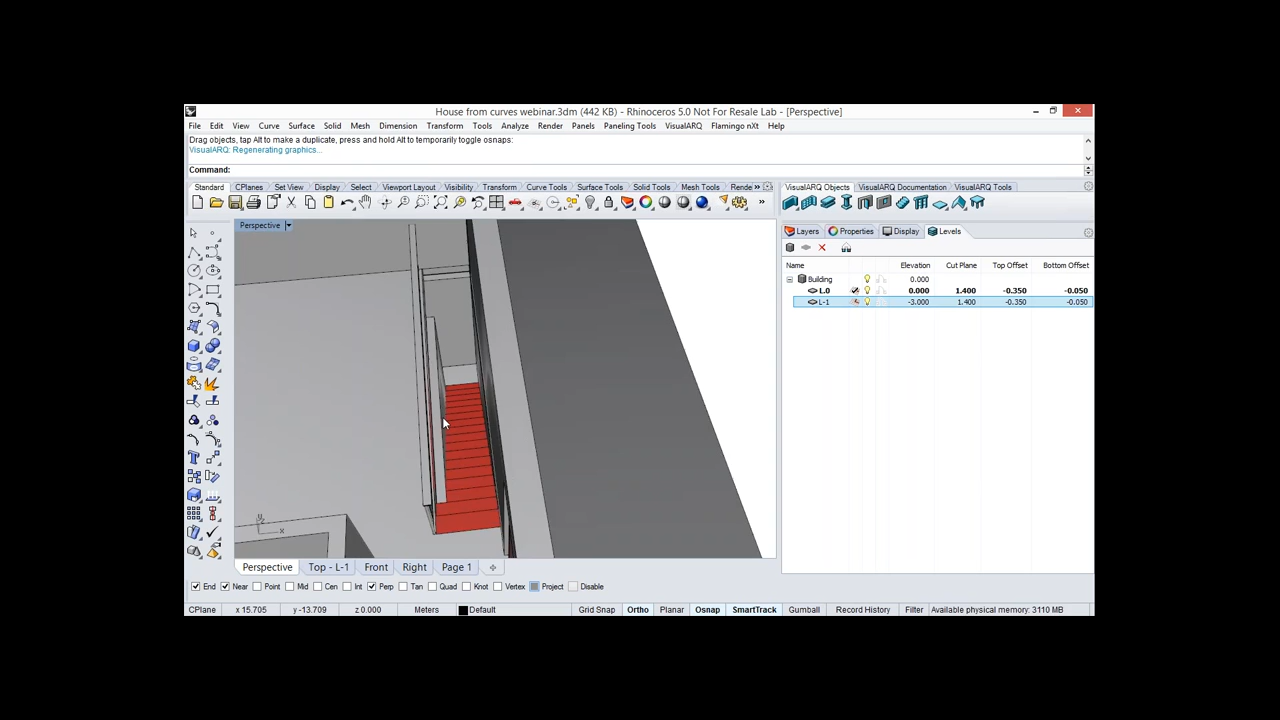 House from curves webinar.3dm (442 KB) - Rhinoceros 5.0 Not For Resale Lab - [Perspective]
File Edit View Curve Surface Solid Mesh Dimension Transform Tools Analyze Render Panels Paneling Tools VisualARQ Flamingo nXt Help
Drag objects, tap Alt to make a duplicate, press and hold Alt to temporarily toggle osnaps:
VisualARQ: Regenerating graphics...
Command:
Standard CPlanes Set View Display Select Viewport Layout Visibility Transform Curve Tools Surface Tools Solid Tools Mesh Tools Rende »
VisualARQ Objects VisualARQ Documentation VisualARQ Tools
Perspective
Layers Properties Display Levels
Name Elevation Cut Plane Top Offset Bottom Offset
Building 0.000
L.0 0.000 1.400 -0.350 -0.050
L-1 -3.000 1.400 -0.350 -0.050
y
x
Perspective Top - L-1 Front Right Page 1
End Near Point Mid Cen Int Perp Tan Quad Knot Vertex Project Disable
CPlane x 15.705 y -13.709 z 0.000 Meters Default Grid Snap Ortho Planar Osnap SmartTrack Gumball Record History Filter Available physical memory: 3110 MB